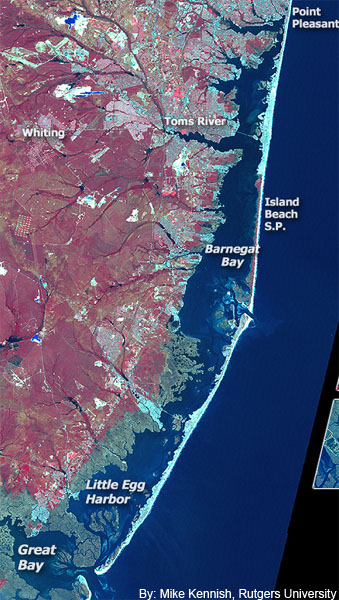 Point
Pleasant
Whiting
Toms River
Island
Beach
S.P.
Barnegat
Bay
Little Egg
Harbor
Great
Bay
By: Mike Kennish, Rutgers University